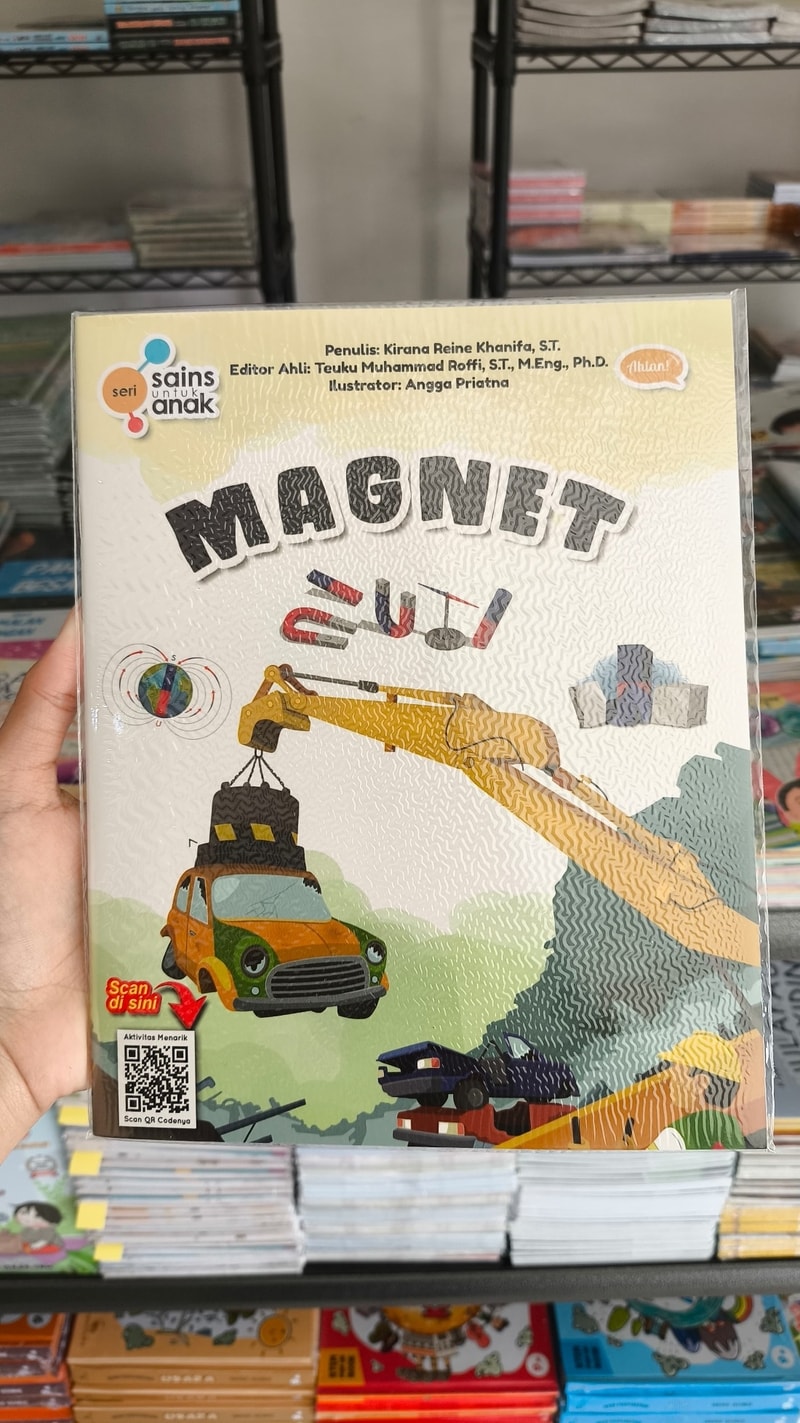 Penulis: Kirana Reine Khanifa, S.T.
Editor Ahli: Teuku Muhammad Roffi, S.T., M.Eng., Ph.D.
Ilustrator: Angga Priatna
Ahlan!
seri
sains
untuk
anak
MAGNET
S
U
Scan
di sini
Aktivitas Menarik
Scan QR Codenya